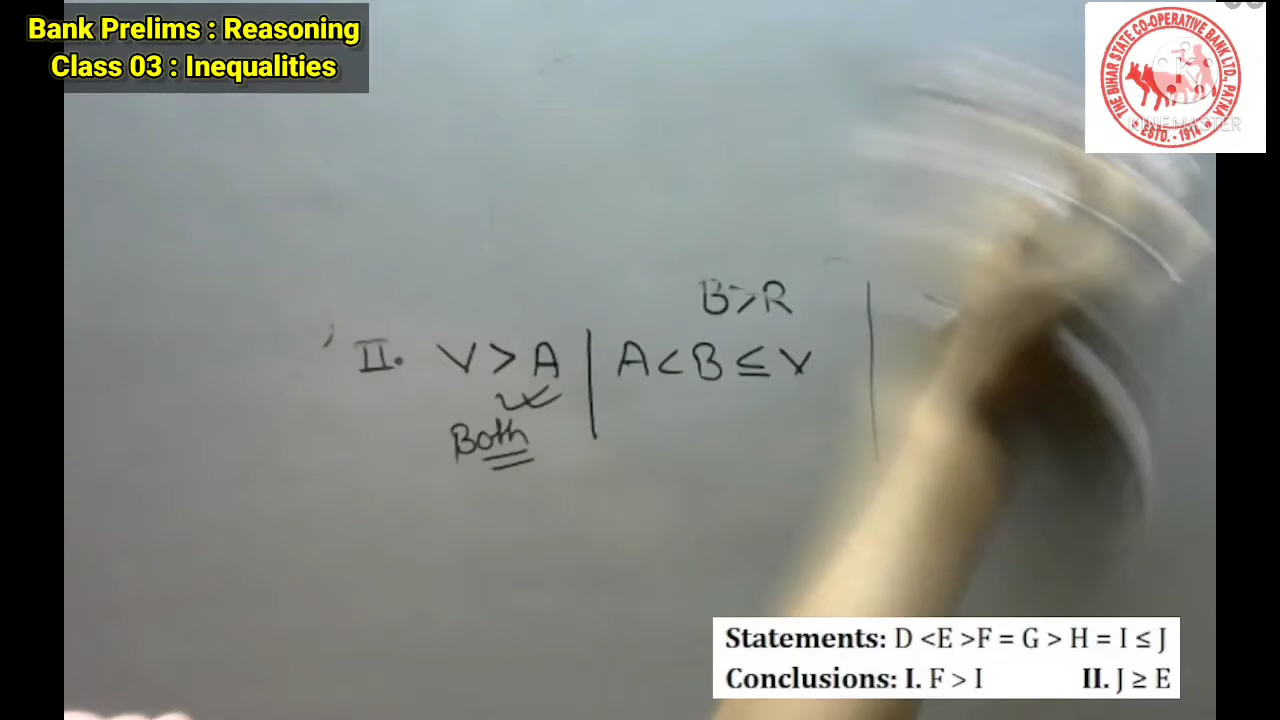 Bank Prelims : Reasoning
Class 03 : Inequalities
THE BIHAR STATE CO-OPERATIVE BANK LTD., PATNA
ESTD. - 1914
KINEMASTER
B>R
II. V > A | A < B ≤ V
Both
Statements: D <E >F = G > H = I ≤ J
Conclusions: I. F > I II. J ≥ E